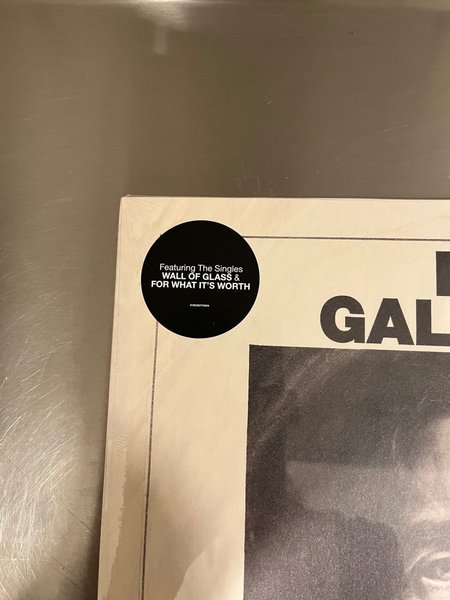 Featuring The Singles
WALL OF GLASS &
FOR WHAT IT'S WORTH
GAL